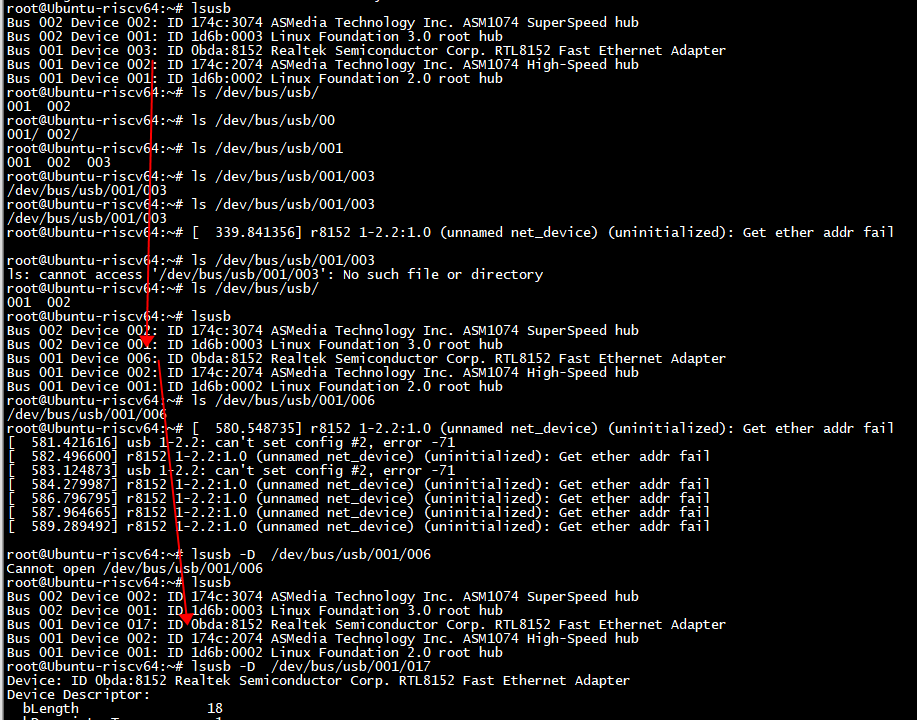 root@Ubuntu-riscv64:~# lsusb
Bus 002 Device 002: ID 174c:3074 ASMedia Technology Inc. ASM1074 SuperSpeed hub
Bus 002 Device 001: ID 1d6b:0003 Linux Foundation 3.0 root hub
Bus 001 Device 003: ID 0bda:8152 Realtek Semiconductor Corp. RTL8152 Fast Ethernet Adapter
Bus 001 Device 002: ID 174c:2074 ASMedia Technology Inc. ASM1074 High-Speed hub
Bus 001 Device 001: ID 1d6b:0002 Linux Foundation 2.0 root hub
root@Ubuntu-riscv64:~# ls /dev/bus/usb/
001  002
root@Ubuntu-riscv64:~# ls /dev/bus/usb/00
001/ 002/
root@Ubuntu-riscv64:~# ls /dev/bus/usb/001
001  002  003
root@Ubuntu-riscv64:~# ls /dev/bus/usb/001/003
/dev/bus/usb/001/003
root@Ubuntu-riscv64:~# ls /dev/bus/usb/001/003
/dev/bus/usb/001/003
root@Ubuntu-riscv64:~# [  339.841356] r8152 1-2.2:1.0 (unnamed net_device) (uninitialized): Get ether addr fail
root@Ubuntu-riscv64:~# ls /dev/bus/usb/001/003
ls: cannot access '/dev/bus/usb/001/003': No such file or directory
root@Ubuntu-riscv64:~# ls /dev/bus/usb/
001  002
root@Ubuntu-riscv64:~# lsusb
Bus 002 Device 002: ID 174c:3074 ASMedia Technology Inc. ASM1074 SuperSpeed hub
Bus 002 Device 001: ID 1d6b:0003 Linux Foundation 3.0 root hub
Bus 001 Device 006: ID 0bda:8152 Realtek Semiconductor Corp. RTL8152 Fast Ethernet Adapter
Bus 001 Device 002: ID 174c:2074 ASMedia Technology Inc. ASM1074 High-Speed hub
Bus 001 Device 001: ID 1d6b:0002 Linux Foundation 2.0 root hub
root@Ubuntu-riscv64:~# ls /dev/bus/usb/001/006
/dev/bus/usb/001/006
root@Ubuntu-riscv64:~# [  580.548735] r8152 1-2.2:1.0 (unnamed net_device) (uninitialized): Get ether addr fail
[  581.421616] usb 1-2.2: can't set config #2, error -71
[  582.496600] r8152 1-2.2:1.0 (unnamed net_device) (uninitialized): Get ether addr fail
[  583.124873] usb 1-2.2: can't set config #2, error -71
[  584.279987] r8152 1-2.2:1.0 (unnamed net_device) (uninitialized): Get ether addr fail
[  586.796795] r8152 1-2.2:1.0 (unnamed net_device) (uninitialized): Get ether addr fail
[  587.964665] r8152 1-2.2:1.0 (unnamed net_device) (uninitialized): Get ether addr fail
[  589.289492] r8152 1-2.2:1.0 (unnamed net_device) (uninitialized): Get ether addr fail
root@Ubuntu-riscv64:~# lsusb -D  /dev/bus/usb/001/006
Cannot open /dev/bus/usb/001/006
root@Ubuntu-riscv64:~# lsusb
Bus 002 Device 002: ID 174c:3074 ASMedia Technology Inc. ASM1074 SuperSpeed hub
Bus 002 Device 001: ID 1d6b:0003 Linux Foundation 3.0 root hub
Bus 001 Device 017: ID 0bda:8152 Realtek Semiconductor Corp. RTL8152 Fast Ethernet Adapter
Bus 001 Device 002: ID 174c:2074 ASMedia Technology Inc. ASM1074 High-Speed hub
Bus 001 Device 001: ID 1d6b:0002 Linux Foundation 2.0 root hub
root@Ubuntu-riscv64:~# lsusb -D  /dev/bus/usb/001/017
Device: ID 0bda:8152 Realtek Semiconductor Corp. RTL8152 Fast Ethernet Adapter
Device Descriptor:
  bLength                18